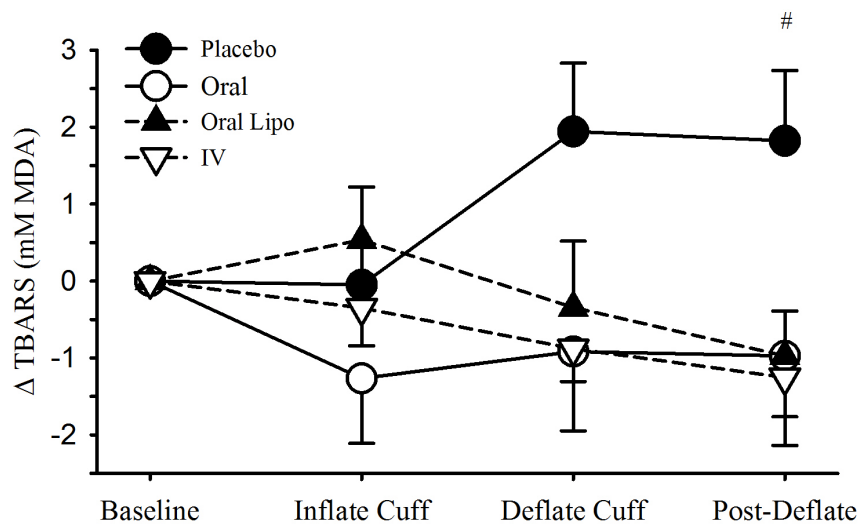 #
Placebo
Oral
Oral Lipo
IV
Δ TBARS (mM MDA)
3
2
1
0
-1
-2
Baseline Inflate Cuff Deflate Cuff Post-Deflate